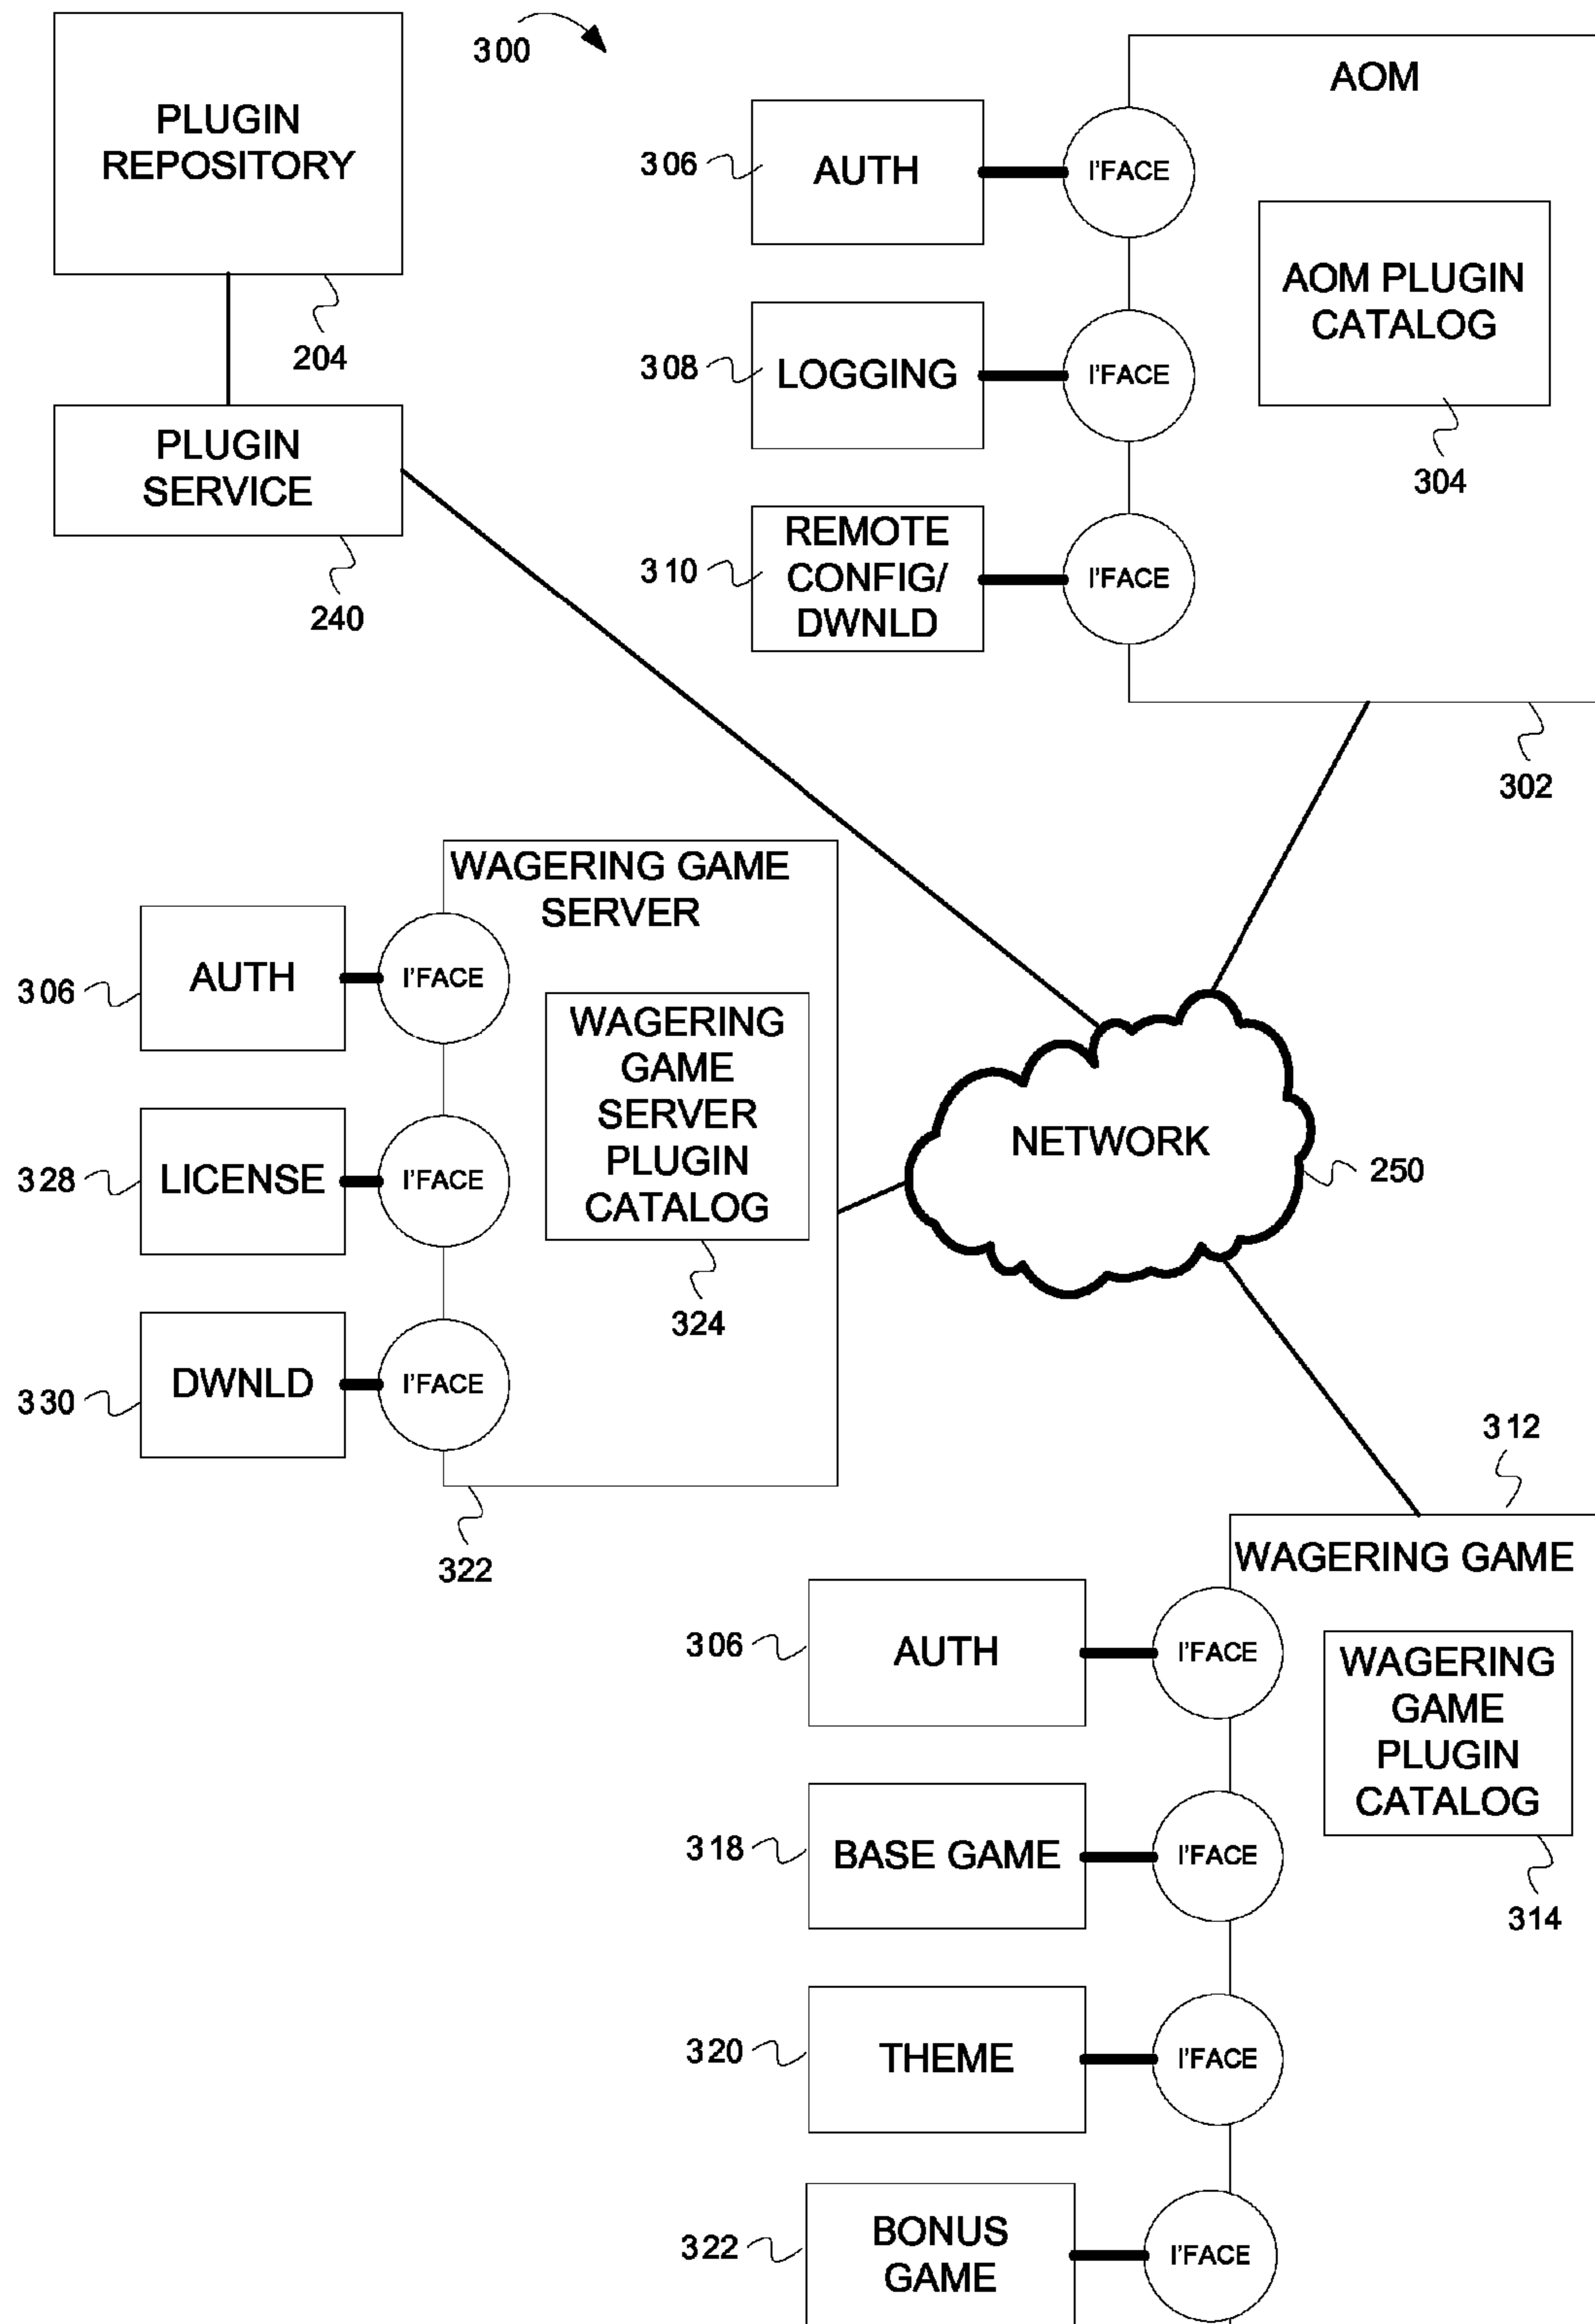 300
PLUGIN
REPOSITORY
204
PLUGIN
SERVICE
240
AOM
306
AUTH
I'FACE
308
LOGGING
I'FACE
310
REMOTE
CONFIG/
DWNLD
I'FACE
AOM PLUGIN
CATALOG
304
302
WAGERING GAME
SERVER
306
AUTH
I'FACE
328
LICENSE
I'FACE
330
DWNLD
I'FACE
WAGERING
GAME
SERVER
PLUGIN
CATALOG
324
322
NETWORK
250
312
WAGERING GAME
306
AUTH
I'FACE
318
BASE GAME
I'FACE
320
THEME
I'FACE
322
BONUS
GAME
I'FACE
WAGERING
GAME
PLUGIN
CATALOG
314